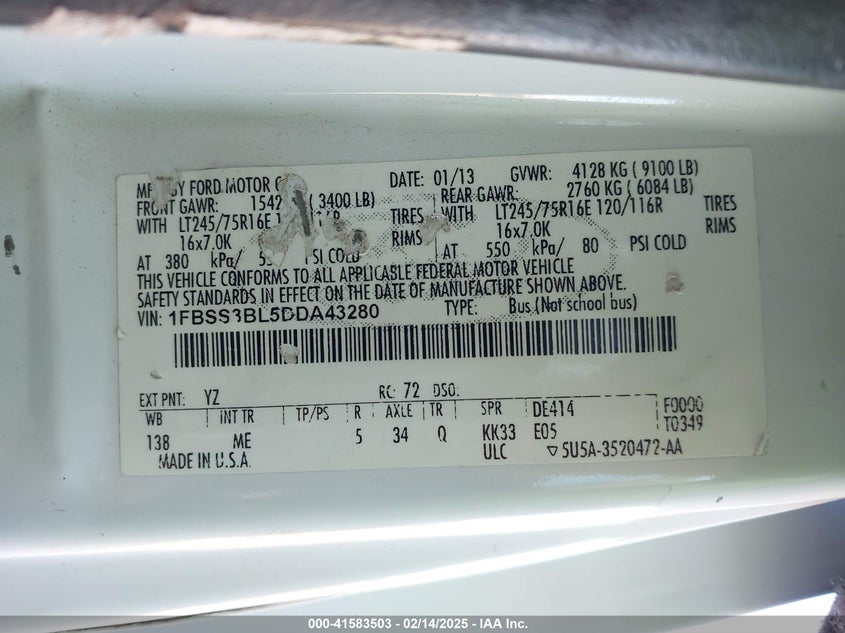 MF BY FORD MOTOR C DATE: 01/13 GVWR: 4128 KG ( 9100 LB)
FRONT GAWR: 1542 ( 3400 LB) REAR GAWR: 2760 KG ( 6084 LB)
WITH LT245/75R16E TIRES WITH LT245/75R16E 120/116R TIRES
16x7.0K RIMS 16x7.0K RIMS
AT 380 kPa/ PSI COLD AT 550 kPa/ 80 PSI COLD
THIS VEHICLE CONFORMS TO ALL APPLICABLE FEDERAL MOTOR VEHICLE
SAFETY STANDARDS IN EFFECT ON THE DATE OF MANUFACTURE SHOWN ABOVE.
VIN: 1FBSS3BL5DDA43280 TYPE: Bus (Not school bus)
EXT PNT: YZ RC: 72 DSO:
WB INT TR TP/PS R AXLE TR SPR DE414 F0000
138 ME 5 34 Q KK33 E05 T0349
MADE IN U.S.A. ULC ▽5U5A-3520472-AA
000-41583503 - 02/14/2025 - IAA Inc.